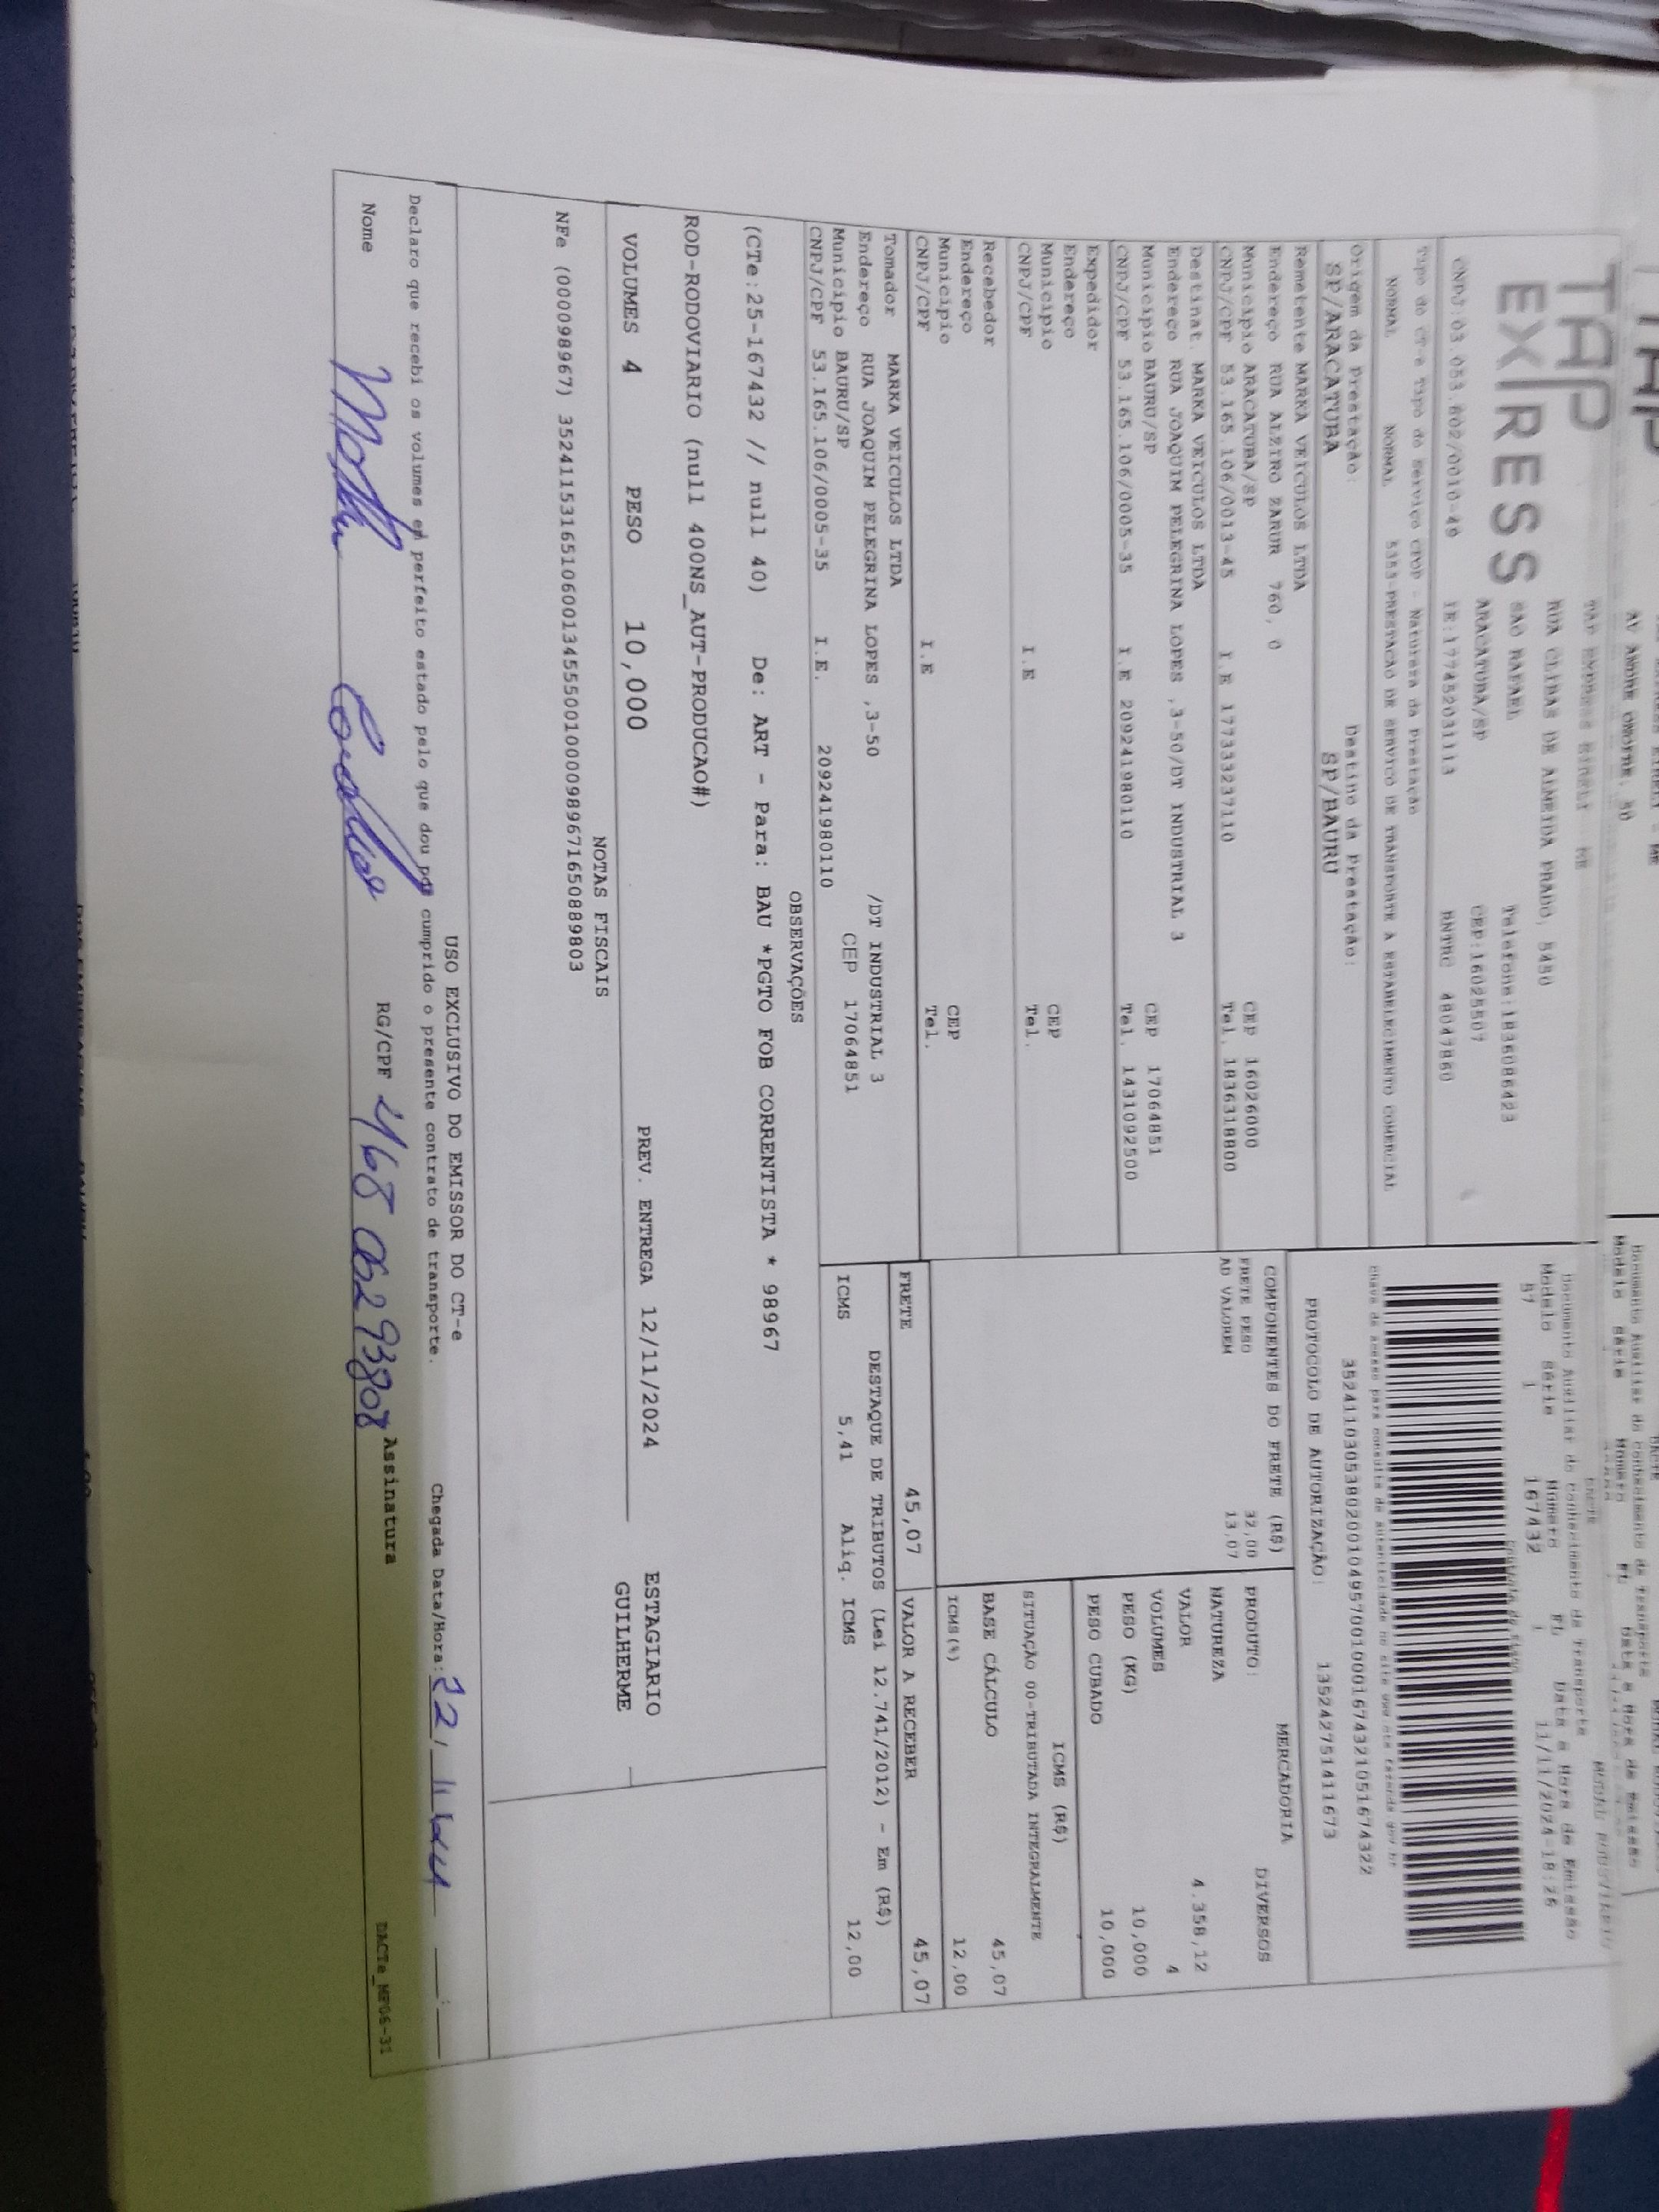 TAP
AV ANDRE
TAP
EXPRESS
RUA CLIBAS DE ALMEIDA PRADO, 5450
SAO RAFAEL
Telefone:1836086423
ARACATUBA/SP
CEP:16025507
CNPJ:03.053.802/0010-49
IE:177452031113
RNTRC 48047860
Documento Auxiliar do Conhecimento de Transporte
Modelo Série Número FL Data e Hora de Emissão
57 1 167432 1 11/11/2024-18:26
Tipo do CT-e Tipo do Serviço CFOP - Natureza da Prestação
NORMAL NORMAL 5353-PRESTACAO DE SERVICO DE TRANSPORTE A ESTABELECIMENTO COMERCIAL
Chave de acesso para consulta de autenticidade no site www.cte.fazenda.gov.br
35241103053802001049570010001674321051674322
Origem da Prestação:
SP/ARACATUBA
Destino da Prestação:
SP/BAURU
PROTOCOLO DE AUTORIZAÇÃO: 135242751411673
Remetente MARKA VEICULOS LTDA
Endereço RUA ALZIRO ZARUR 760, 0
Município ARACATUBA/SP CEP 16026000
CNPJ/CPF 53.165.106/0013-45 I.E 177333237110 Tel. 1836318800
Destinat. MARKA VEICULOS LTDA
Endereço RUA JOAQUIM PELEGRINA LOPES ,3-50/DT INDUSTRIAL 3
Município BAURU/SP CEP 17064851
CNPJ/CPF 53.165.106/0005-35 I.E 209241980110 Tel. 1431092500
Expedidor
Endereço
Município CEP
CNPJ/CPF I.E Tel.
Recebedor
Endereço
Município CEP
CNPJ/CPF I.E Tel.
COMPONENTES DO FRETE (R$)
FRETE PESO 32,00
AD VALOREM 13,07
MERCADORIA
PRODUTO: DIVERSOS
NATUREZA
VALOR 4.358,12
VOLUMES 4
PESO (KG) 10,000
PESO CUBADO 10,000
ICMS (R$)
SITUAÇÃO 00-TRIBUTADA INTEGRALMENTE
BASE CÁLCULO 45,07
ICMS(%) 12,00
Tomador MARKA VEICULOS LTDA
Endereço RUA JOAQUIM PELEGRINA LOPES ,3-50 /DT INDUSTRIAL 3
Município BAURU/SP CEP 17064851
CNPJ/CPF 53.165.106/0005-35 I.E. 209241980110
FRETE 45,07 VALOR A RECEBER 45,07
DESTAQUE DE TRIBUTOS (Lei 12.741/2012) - Em (R$)
ICMS 5,41 Aliq. ICMS 12,00
OBSERVAÇÕES
(CTe:25-167432 // null 40) De: ART - Para: BAU *PGTO FOB CORRENTISTA * 98967
ROD-RODOVIARIO (null 400NS_AUT-PRODUCAO#)
VOLUMES 4 PESO 10,000 PREV. ENTREGA 12/11/2024
ESTAGIARIO
GUILHERME
NOTAS FISCAIS
NFe (000098967) 35241153165106001345550010000989671650889803
USO EXCLUSIVO DO EMISSOR DO CT-e
Declaro que recebi os volumes em perfeito estado pelo que dou por cumprido o presente contrato de transporte. Chegada Data/Hora:
Nome RG/CPF 468 062 93808 Assinatura
DACTe_MP06-31